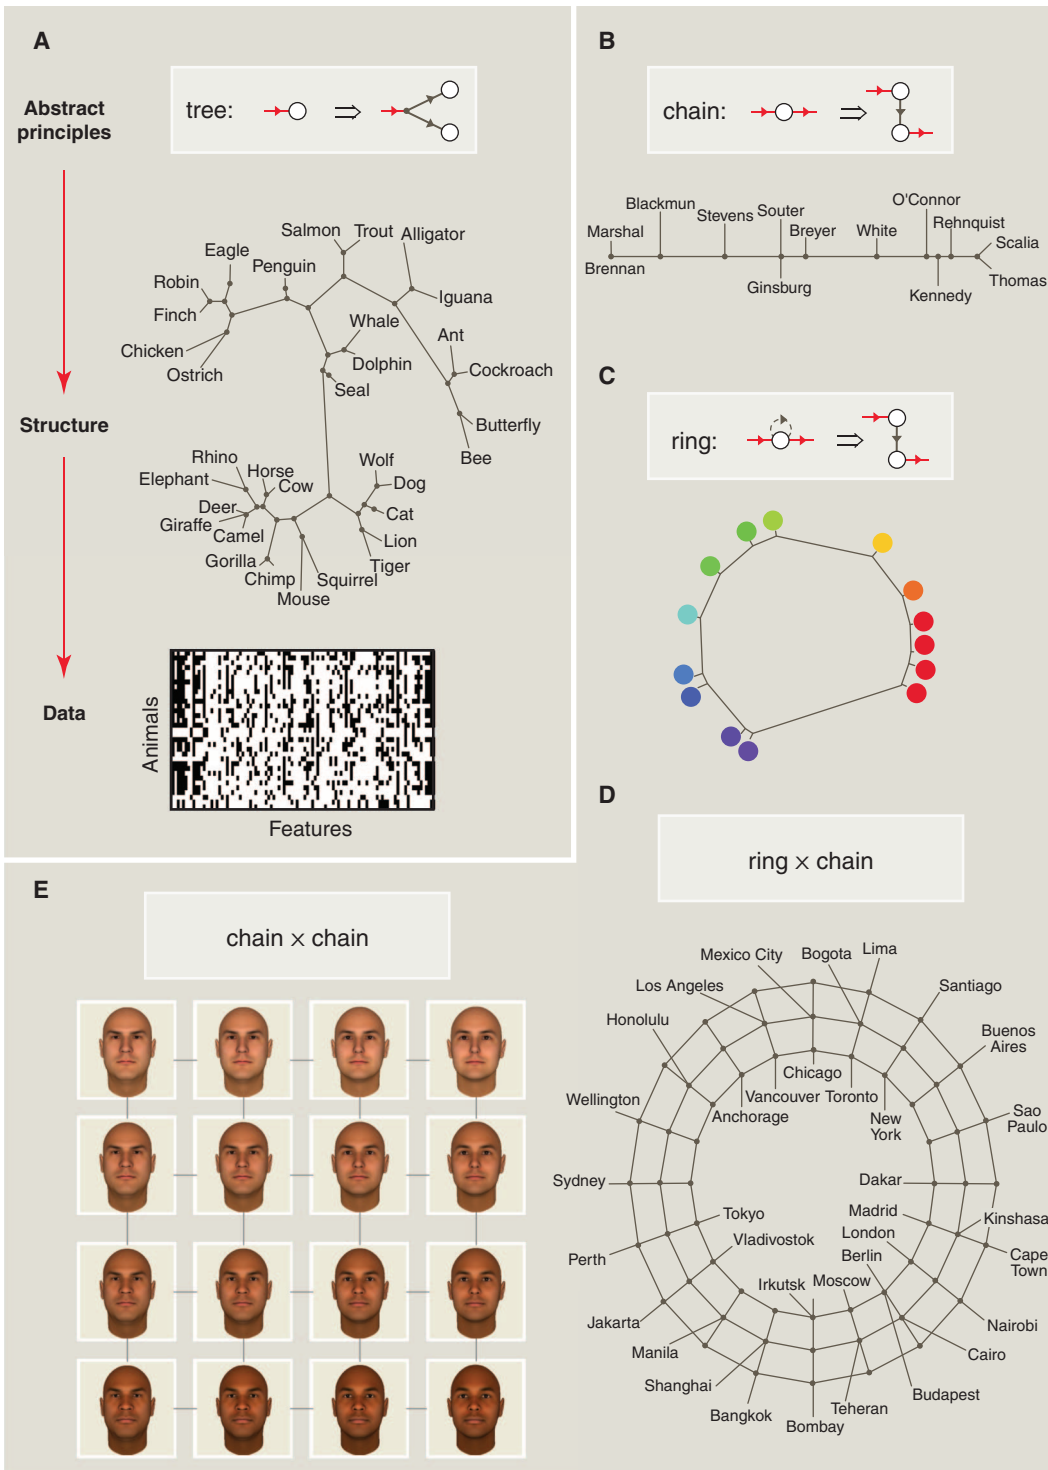 A
Abstract
principles
tree:
Salmon
Trout
Alligator
Eagle
Penguin
Robin
Iguana
Finch
Whale
Ant
Chicken
Dolphin
Cockroach
Ostrich
Seal
Structure
Butterfly
Bee
Rhino
Horse
Wolf
Elephant
Cow
Dog
Deer
Cat
Giraffe
Camel
Lion
Gorilla
Tiger
Chimp
Squirrel
Mouse
Data
Animals
Features
B
chain:
O'Connor
Blackmun
Stevens
Souter
Rehnquist
Marshal
Breyer
White
Scalia
Brennan
Thomas
Ginsburg
Kennedy
C
ring:
D
ring × chain
Mexico City
Bogota
Lima
Los Angeles
Santiago
Honolulu
Buenos
Aires
Chicago
Wellington
Vancouver
Toronto
Anchorage
New
York
Sao
Paulo
Sydney
Dakar
Tokyo
Madrid
Kinshasa
Vladivostok
London
Perth
Berlin
Cape
Town
Irkutsk
Moscow
Jakarta
Nairobi
Manila
Cairo
Shanghai
Budapest
Bangkok
Teheran
Bombay
E
chain × chain